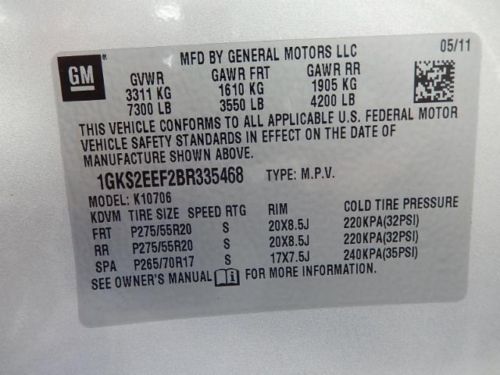 MFD BY GENERAL MOTORS LLC 05/11
GM
GVWR GAWR FRT GAWR RR
3311 KG 1610 KG 1905 KG
7300 LB 3550 LB 4200 LB
THIS VEHICLE CONFORMS TO ALL APPLICABLE U.S. FEDERAL MOTOR
VEHICLE SAFETY STANDARDS IN EFFECT ON THE DATE OF
MANUFACTURE SHOWN ABOVE.
1GKS2EEF2BR335468 TYPE: M.P.V.
MODEL: K10706
KDVM TIRE SIZE SPEED RTG RIM COLD TIRE PRESSURE
FRT P275/55R20 S 20X8.5J 220KPA(32PSI)
RR P275/55R20 S 20X8.5J 220KPA(32PSI)
SPA P265/70R17 S 17X7.5J 240KPA(35PSI)
SEE OWNER'S MANUAL FOR MORE INFORMATION.